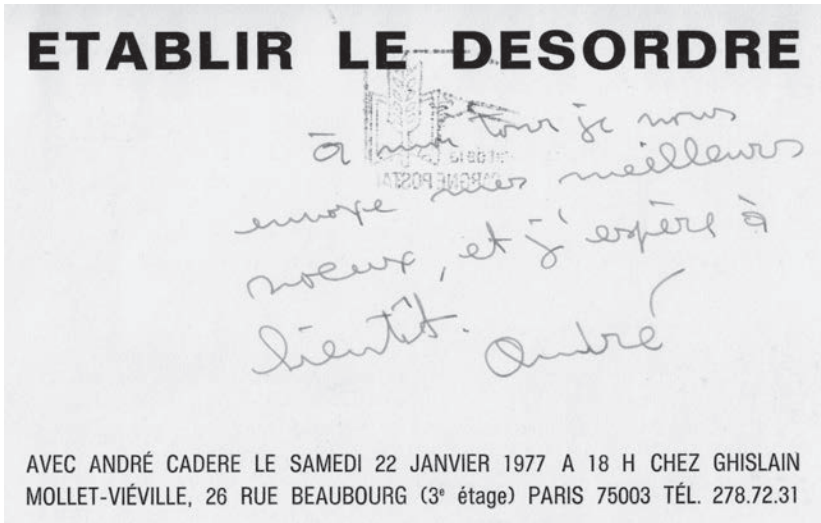 ETABLIR LE DESORDRE
à mon tour je vous
envoye mes meilleurs
voeux, et j'espère à
bientôt.
André
AVEC ANDRÉ CADERE LE SAMEDI 22 JANVIER 1977 A 18 H CHEZ GHISLAIN
MOLLET-VIÉVILLE, 26 RUE BEAUBOURG (3e étage) PARIS 75003 TÉL. 278.72.31